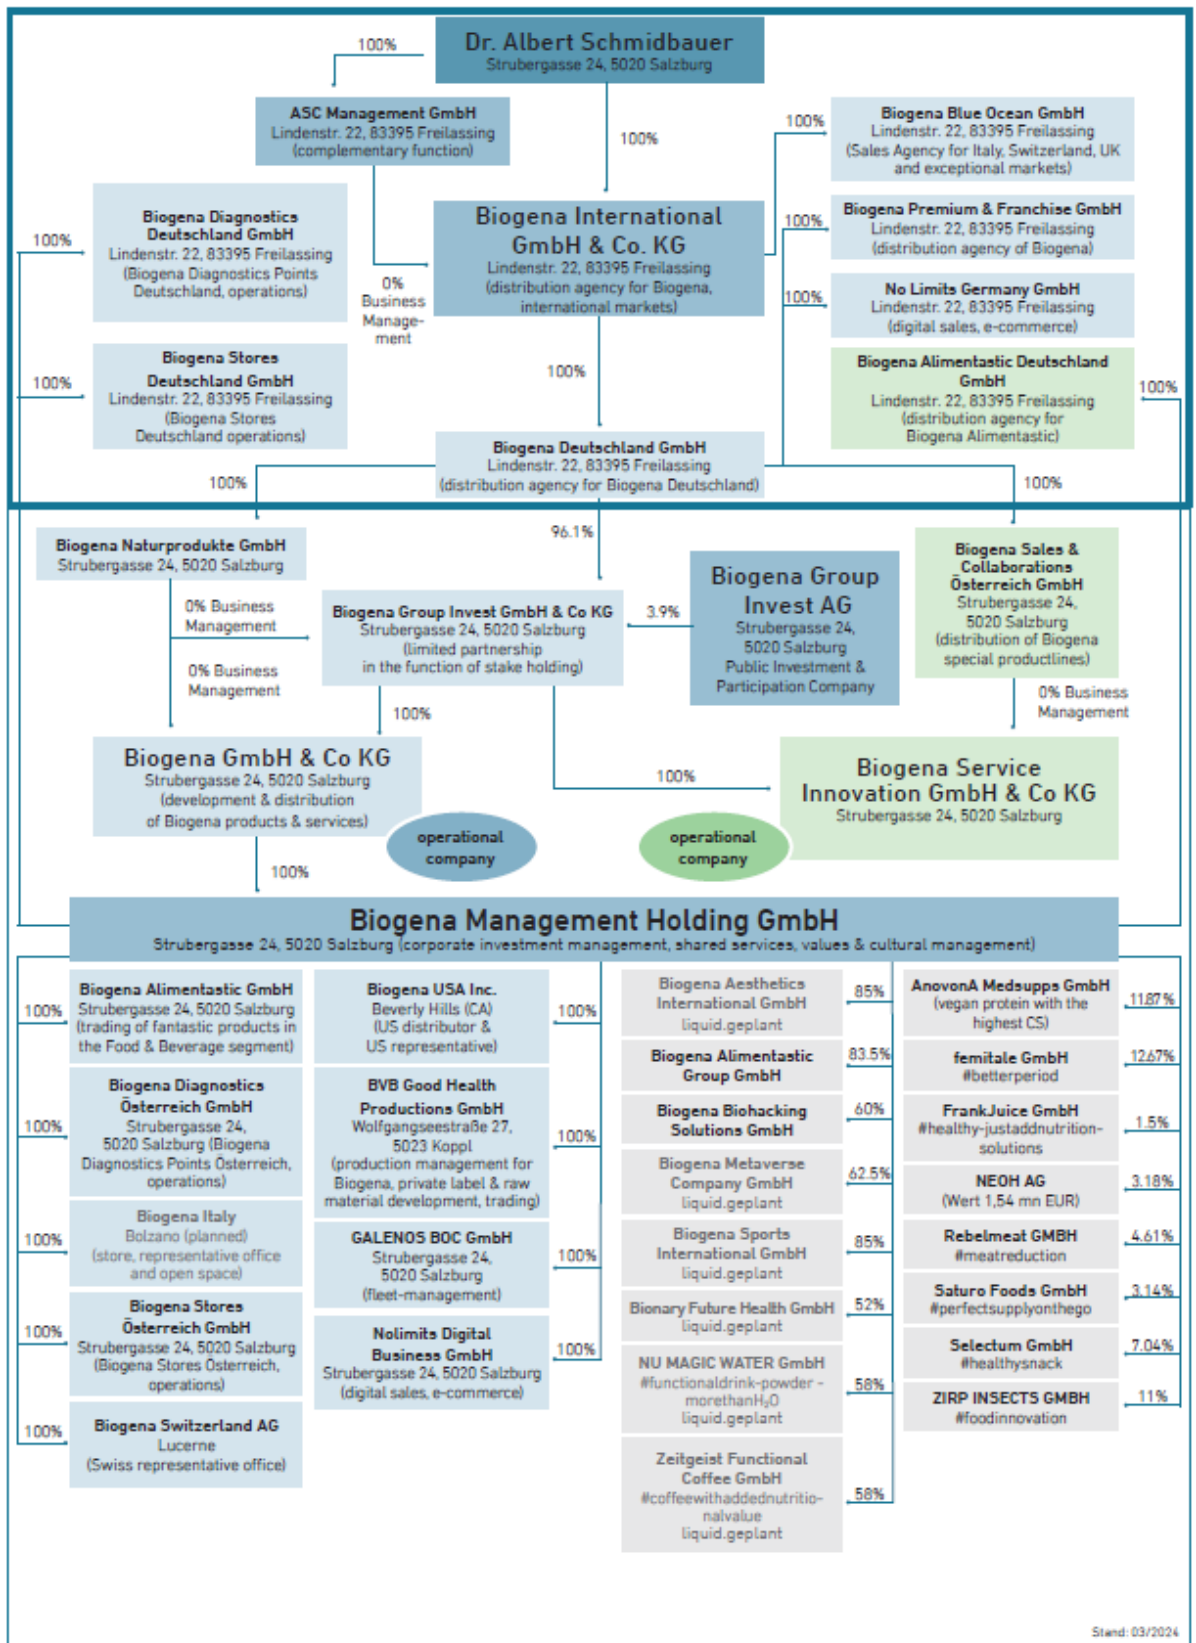 Dr. Albert Schmidbauer
Strubergasse 24, 5020 Salzburg
100%
ASC Management GmbH
Lindenstr. 22, 83395 Freilassing
(complementary function)
100%
100%
Biogena Blue Ocean GmbH
Lindenstr. 22, 83395 Freilassing
(Sales Agency for Italy, Switzerland, UK
and exceptional markets)
Biogena Diagnostics
Deutschland GmbH
Lindenstr. 22, 83395 Freilassing
(Biogena Diagnostics Points
Deutschland, operations)
100%
Biogena International
GmbH & Co. KG
Lindenstr. 22, 83395 Freilassing
(distribution agency for Biogena,
international markets)
0%
Business
Manage-
ment
100%
Biogena Premium & Franchise GmbH
Lindenstr. 22, 83395 Freilassing
(distribution agency of Biogena)
100%
No Limits Germany GmbH
Lindenstr. 22, 83395 Freilassing
(digital sales, e-commerce)
100%
Biogena Stores
Deutschland GmbH
Lindenstr. 22, 83395 Freilassing
(Biogena Stores
Deutschland operations)
100%
Biogena Alimentastic Deutschland
GmbH
Lindenstr. 22, 83395 Freilassing
(distribution agency for
Biogena Alimentastic)
100%
Biogena Deutschland GmbH
Lindenstr. 22, 83395 Freilassing
(distribution agency for Biogena Deutschland)
100%
100%
96.1%
Biogena Naturprodukte GmbH
Strubergasse 24, 5020 Salzburg
0% Business
Management
0% Business
Management
Biogena Group Invest GmbH & Co KG
Strubergasse 24, 5020 Salzburg
(limited partnership
in the function of stake holding)
3.9%
Biogena Group
Invest AG
Strubergasse 24,
5020 Salzburg
Public Investment &
Participation Company
Biogena Sales &
Collaborations
Österreich GmbH
Strubergasse 24,
5020 Salzburg
(distribution of Biogena
special productlines)
0% Business
Management
100%
Biogena GmbH & Co KG
Strubergasse 24, 5020 Salzburg
(development & distribution
of Biogena products & services)
operational
company
100%
operational
company
Biogena Service
Innovation GmbH & Co KG
Strubergasse 24, 5020 Salzburg
100%
Biogena Management Holding GmbH
Strubergasse 24, 5020 Salzburg (corporate investment management, shared services, values & cultural management)
100%
Biogena Alimentastic GmbH
Strubergasse 24, 5020 Salzburg
(trading of fantastic products in
the Food & Beverage segment)
100%
Biogena Diagnostics
Österreich GmbH
Strubergasse 24,
5020 Salzburg (Biogena
Diagnostics Points Österreich,
operations)
100%
Biogena Italy
Bolzano (planned)
(store, representative office
and open space)
100%
Biogena Stores
Österreich GmbH
Strubergasse 24, 5020 Salzburg
(Biogena Stores Österreich,
operations)
100%
Biogena Switzerland AG
Lucerne
(Swiss representative office)
Biogena USA Inc.
Beverly Hills (CA)
(US distributor &
US representative)
100%
BVB Good Health
Productions GmbH
Wolfgangseestraße 27,
5023 Koppl
(production management for
Biogena, private label & raw
material development, trading)
100%
GALENOS BOC GmbH
Strubergasse 24,
5020 Salzburg
(fleet-management)
100%
Nolimits Digital
Business GmbH
Strubergasse 24, 5020 Salzburg
(digital sales, e-commerce)
100%
Biogena Aesthetics
International GmbH
liquid.geplant
85%
Biogena Alimentastic
Group GmbH
83.5%
Biogena Biohacking
Solutions GmbH
60%
Biogena Metaverse
Company GmbH
liquid.geplant
62.5%
Biogena Sports
International GmbH
liquid.geplant
85%
Bionary Future Health GmbH
liquid.geplant
52%
NU MAGIC WATER GmbH
#functionaldrink-powder -
morethanH₂O
liquid.geplant
58%
Zeitgeist Functional
Coffee GmbH
#coffeewithaddednutritio-
nalvalue
liquid.geplant
58%
AnovonA Medsupps GmbH
(vegan protein with the
highest CS)
11.87%
femitale GmbH
#betterperiod
12.67%
FrankJuice GmbH
#healthy-justaddnutrition-
solutions
1.5%
NEOH AG
(Wert 1,54 mn EUR)
3.18%
Rebelmeat GMBH
#meatreduction
4.61%
Saturo Foods GmbH
#perfectsupplyonthego
3.14%
Selectum GmbH
#healthysnack
7.04%
ZIRP INSECTS GMBH
#foodinnovation
11%
Stand: 03/2024